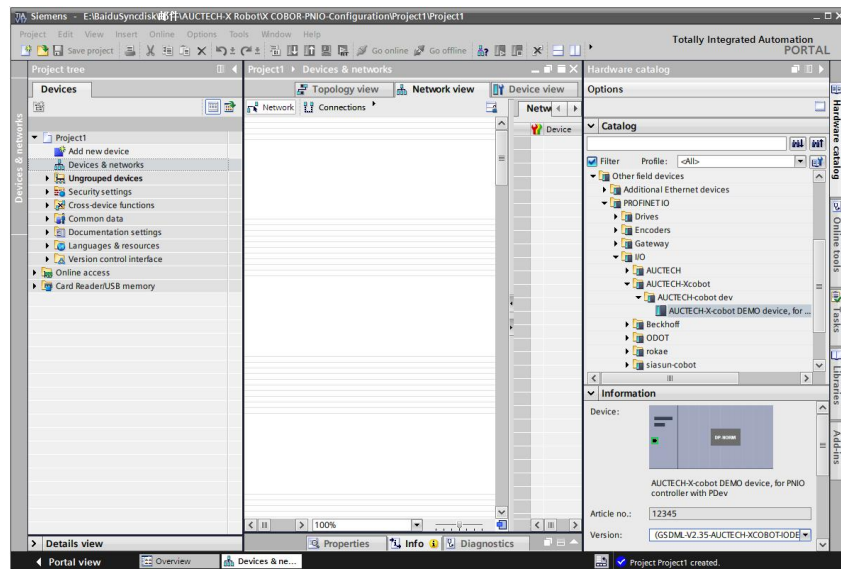 Siemens - E:\BaiduSyncdisk\邮件\AUCTECH-X Robot\X COBOR-PNIO-Configuration\Project1\Project1
Project Edit View Insert Online Options Tools Window Help
Totally Integrated Automation
PORTAL
Save project
Go online
Go offline
Project tree
Devices
Devices & networks
Project1
Add new device
Devices & networks
Ungrouped devices
Security settings
Cross-device functions
Common data
Documentation settings
Languages & resources
Version control interface
Online access
Card Reader/USB memory
Details view
Project1 Devices & networks
Topology view
Network view
Device view
Network
Connections
Netw
Device
100%
Properties
Info
Diagnostics
Hardware catalog
Options
Catalog
Filter
Profile:
<All>
Other field devices
Additional Ethernet devices
PROFINET IO
Drives
Encoders
Gateway
I/O
AUCTECH
AUCTECH-Xcobot
AUCTECH-cobot dev
AUCTECH-X-cobot DEMO device, for ...
Beckhoff
ODOT
rokae
siasun-cobot
Information
Device:
DP-NORM
AUCTECH-X-cobot DEMO device, for PNIO
controller with PDev
Article no.:
12345
Version:
(GSDML-V2.35-AUCTECH-XCOBOT-IODE
Hardware catalog
Online tools
Tasks
Libraries
Add-ins
Portal view
Overview
Devices & ne...
Project Project1 created.